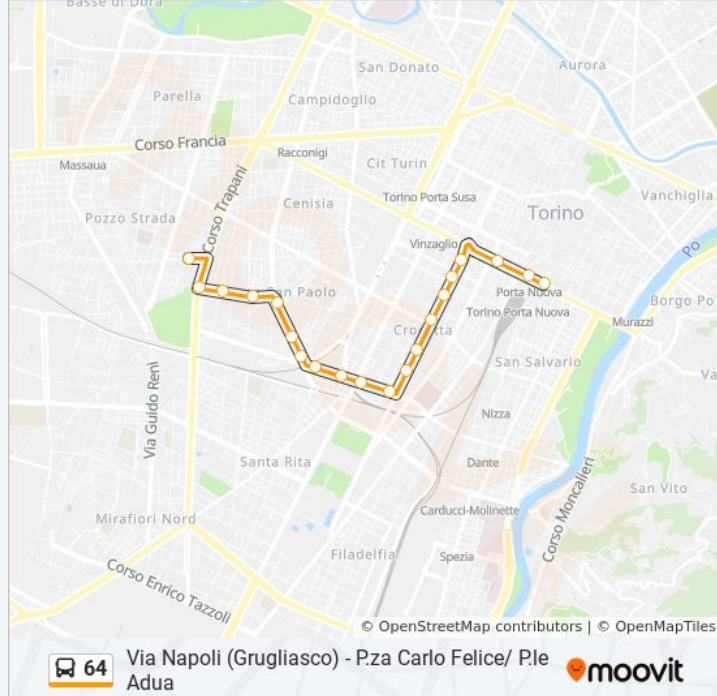 Basse di Dora
San Donato
Aurora
Parella
Campidoglio
Corso Francia
Racconigi
Massaua
Cit Turin
Corso Trapani
Torino Porta Susa
Vanchiglia
Cenisia
Torino
Pozzo Strada
Vinzaglio
Po
San Paolo
Porta Nuova
Borgo Po
Torino Porta Nuova
Murazzi
Crocetta
San Salvario
Va
Via Guido Reni
Nizza
Santa Rita
Dante
San Vito
Carducci-Molinette
Corso Moncalieri
Mirafiori Nord
Filadelfia
Spezia
Corso Enrico Tazzoli
© OpenStreetMap contributors | © OpenMapTiles
64
Via Napoli (Grugliasco) - P.za Carlo Felice/ P.le
Adua
moovit